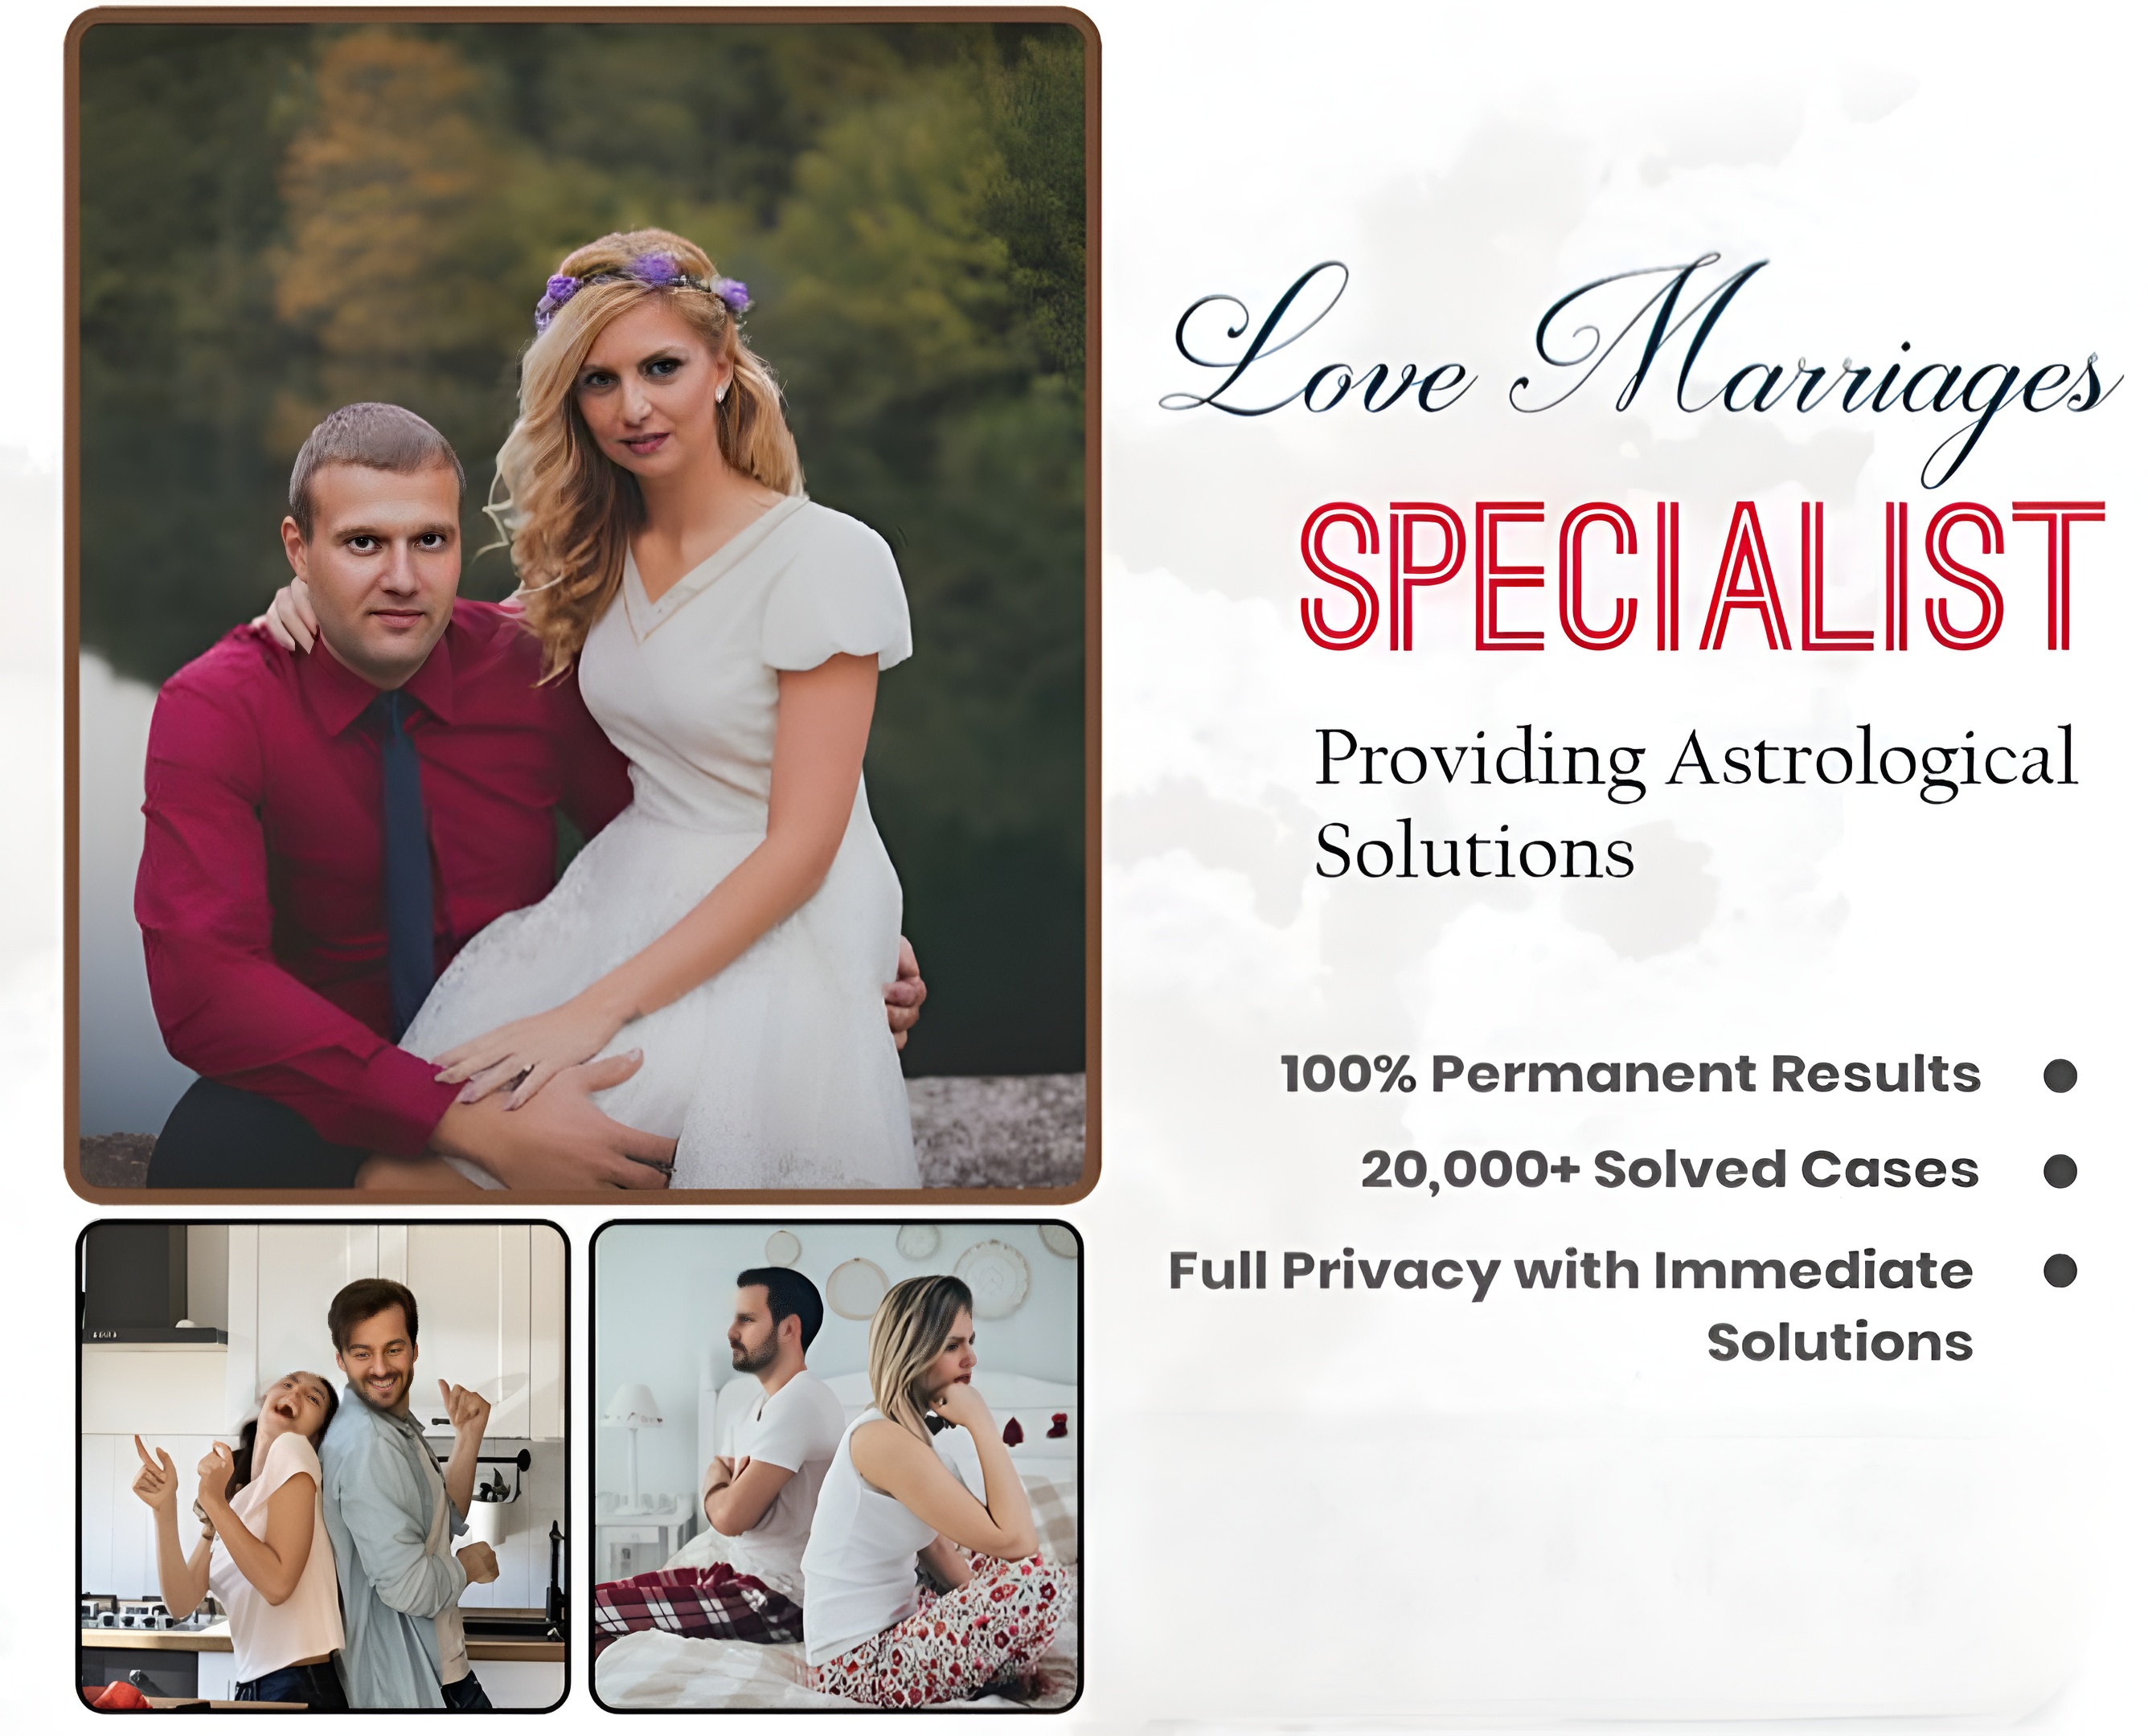 Love Marriages
SPECIALIST
Providing Astrological
Solutions
100% Permanent Results
20,000+ Solved Cases
Full Privacy with Immediate
Solutions